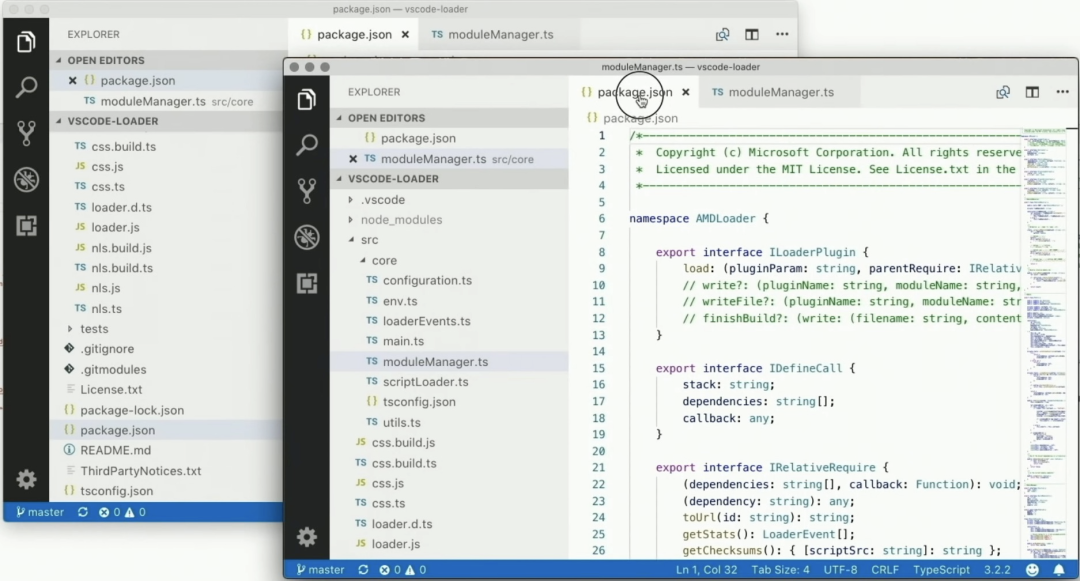 package.json — vscode-loader
EXPLORER
{} package.json ×
TS moduleManager.ts
OPEN EDITORS
× {} package.json
TS moduleManager.ts src/core
VSCODE-LOADER
TS css.build.ts
JS css.js
TS css.ts
TS loader.d.ts
JS loader.js
JS nls.build.js
TS nls.build.ts
JS nls.js
TS nls.ts
tests
.gitignore
.gitmodules
License.txt
{} package-lock.json
{} package.json
README.md
ThirdPartyNotices.txt
{} tsconfig.json
master 0 0
moduleManager.ts — vscode-loader
EXPLORER
{} package.json ×
TS moduleManager.ts
OPEN EDITORS
{} package.json
× TS moduleManager.ts src/core
VSCODE-LOADER
.vscode
node_modules
src
core
TS configuration.ts
TS env.ts
TS loaderEvents.ts
TS main.ts
TS moduleManager.ts
TS scriptLoader.ts
{} tsconfig.json
TS utils.ts
JS css.build.js
TS css.build.ts
JS css.js
TS css.ts
TS loader.d.ts
JS loader.js
{} package.json
1 /*---------------------------------------------------------
2 * Copyright (c) Microsoft Corporation. All rights reserve
3 * Licensed under the MIT License. See License.txt in the
4 *---------------------------------------------------------
5
6 namespace AMDLoader {
7
8 export interface ILoaderPlugin {
9 load: (pluginParam: string, parentRequire: IRelativ
10 // write?: (pluginName: string, moduleName: string,
11 // writeFile?: (pluginName: string, moduleName: str
12 // finishBuild?: (write: (filename: string, content
13 }
14
15 export interface IDefineCall {
16 stack: string;
17 dependencies: string[];
18 callback: any;
19 }
20
21 export interface IRelativeRequire {
22 (dependencies: string[], callback: Function): void;
23 (dependency: string): any;
24 toUrl(id: string): string;
25 getStats(): LoaderEvent[];
26 getChecksums(): { [scriptSrc: string]: string };
master 0 0
Ln 1, Col 32 Tab Size: 4 UTF-8 CRLF TypeScript 3.2.2